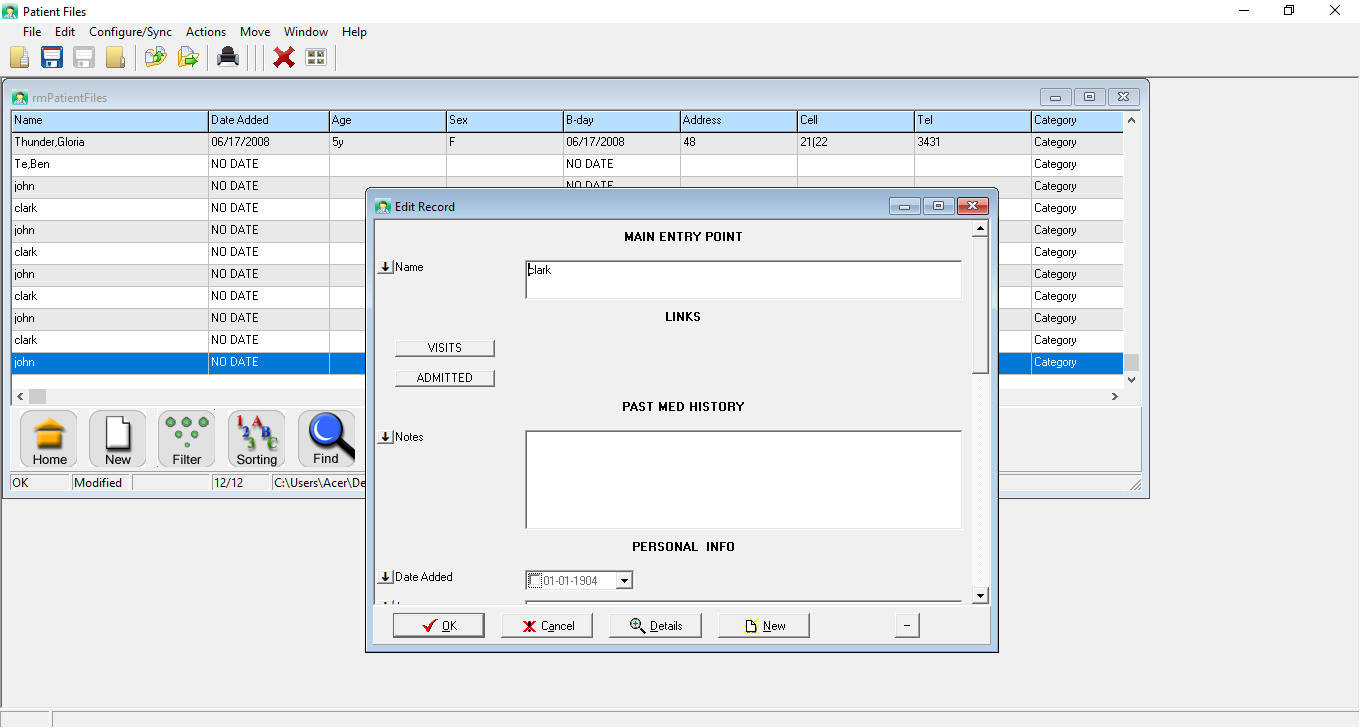 Patient Files
File Edit Configure/Sync Actions Move Window Help
rmPatientFiles
Name Date Added Age Sex B-day Address Cell Tel Category
Thunder,Gloria 06/17/2008 5y F 06/17/2008 48 21(22 3431 Category
Te,Ben NO DATE NO DATE Category
john NO DATE NO DATE Category
clark NO DATE Category
john NO DATE Category
clark NO DATE Category
john NO DATE Category
clark NO DATE Category
john NO DATE Category
clark NO DATE Category
john NO DATE Category
Home New Filter 1 2 3 A B C Sorting Find
OK Modified 12/12 C:\Users\Acer\De
Edit Record
MAIN ENTRY POINT
Name clark
LINKS
VISITS
ADMITTED
PAST MED HISTORY
Notes
PERSONAL INFO
Date Added 01-01-1904
OK Cancel Details New −